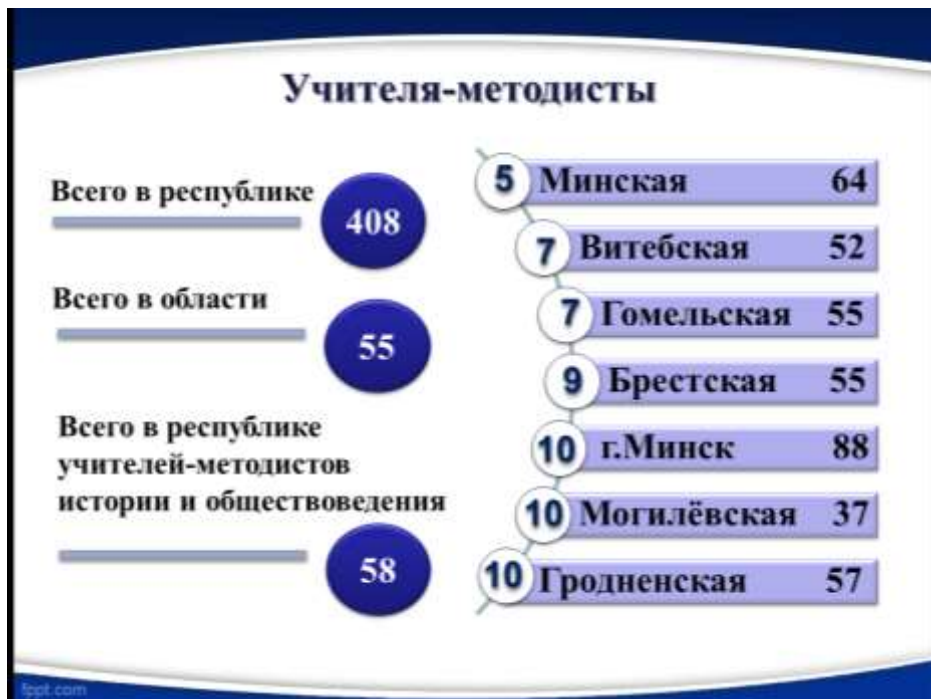 Учителя-методисты
Всего в республике
408
Всего в области
55
Всего в республике
учителей-методистов
истории и обществоведения
58
5 Минская 64
7 Витебская 52
7 Гомельская 55
9 Брестская 55
10 г.Минск 88
10 Могилёвская 37
10 Гродненская 57
fppt.com